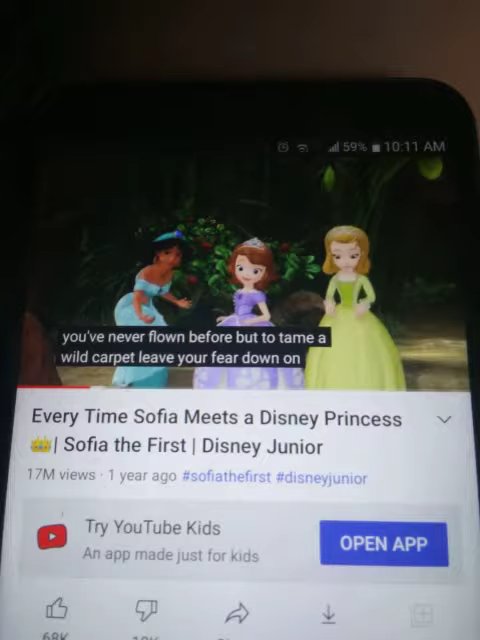 59% 10:11 AM
you've never flown before but to tame a
wild carpet leave your fear down on
Every Time Sofia Meets a Disney Princess
👑| Sofia the First | Disney Junior
17M views · 1 year ago #sofiathefirst #disneyjunior
Try YouTube Kids
An app made just for kids
OPEN APP
68K